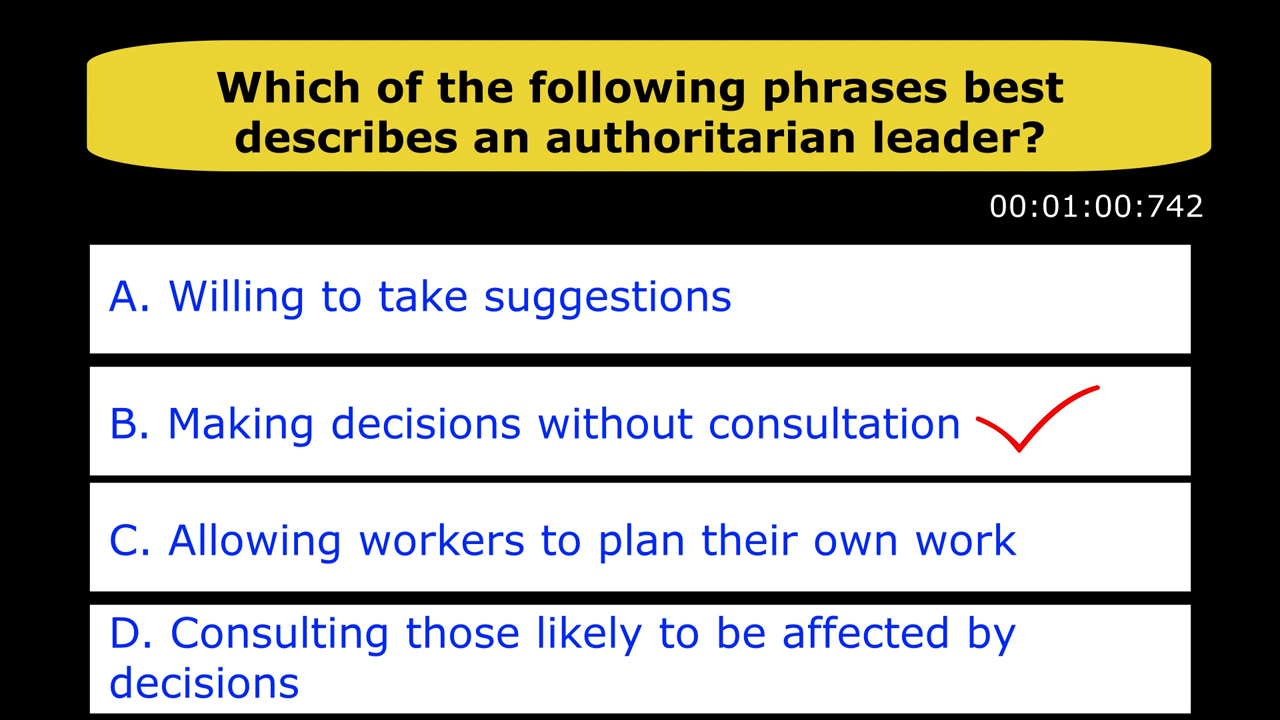 Which of the following phrases best
describes an authoritarian leader?
00:01:00:742
A. Willing to take suggestions
B. Making decisions without consultation
C. Allowing workers to plan their own work
D. Consulting those likely to be affected by
decisions